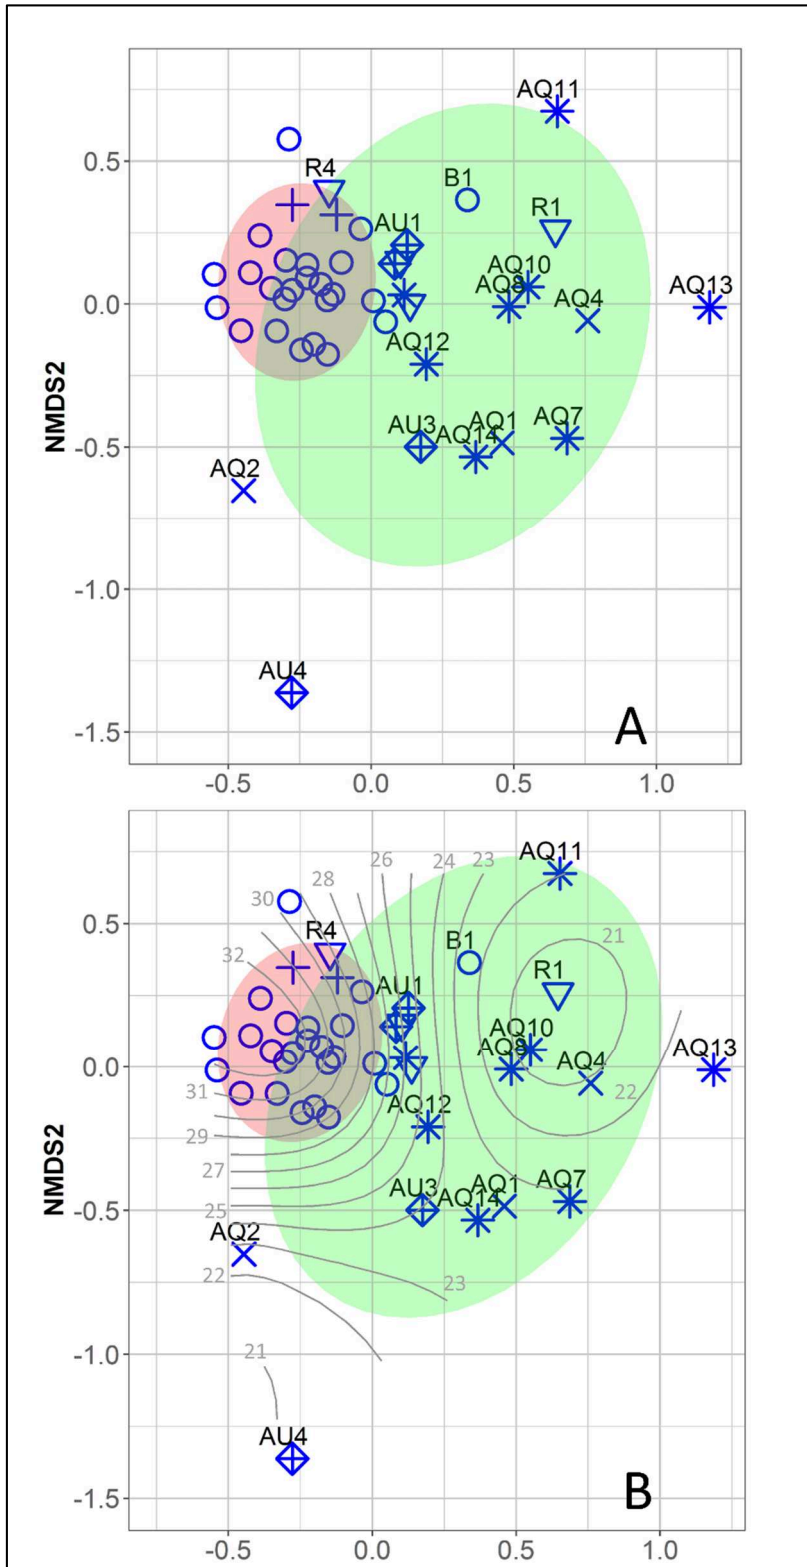 AQ11
0.5
R4
B1
AU1
R1
AQ10
AQ8
AQ4
AQ13
0.0
AQ12
NMDS2
AU3
AQ14
AQ1
AQ7
-0.5
AQ2
-1.0
AU4
-1.5
A
-0.5 0.0 0.5 1.0
26 24 23 AQ11
28
30
0.5
R4
B1
21
32
AU1
R1
AQ10
AQ8
AQ4
AQ13
0.0
31
22
AQ12
29
NMDS2
27
AU3
AQ14
AQ1
AQ7
-0.5
25
AQ2
22
23
-1.0
21
AU4
-1.5
B
-0.5 0.0 0.5 1.0